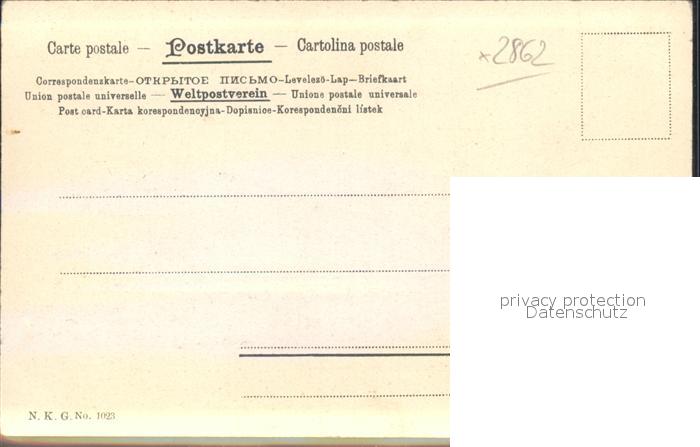 Carte postale — Postkarte — Cartolina postale
×2862
Correspondenzkarte-ОТКРЫТОЕ ПИСЬМО-Levelező-Lap-Briefkaart
Union postale universelle — Weltpostverein — Unione postale universale
Post card-Karta korespondencyjna-Dopisnice-Korespondenčni lístek
privacy protection
Datenschutz
N. K. G. No. 1023